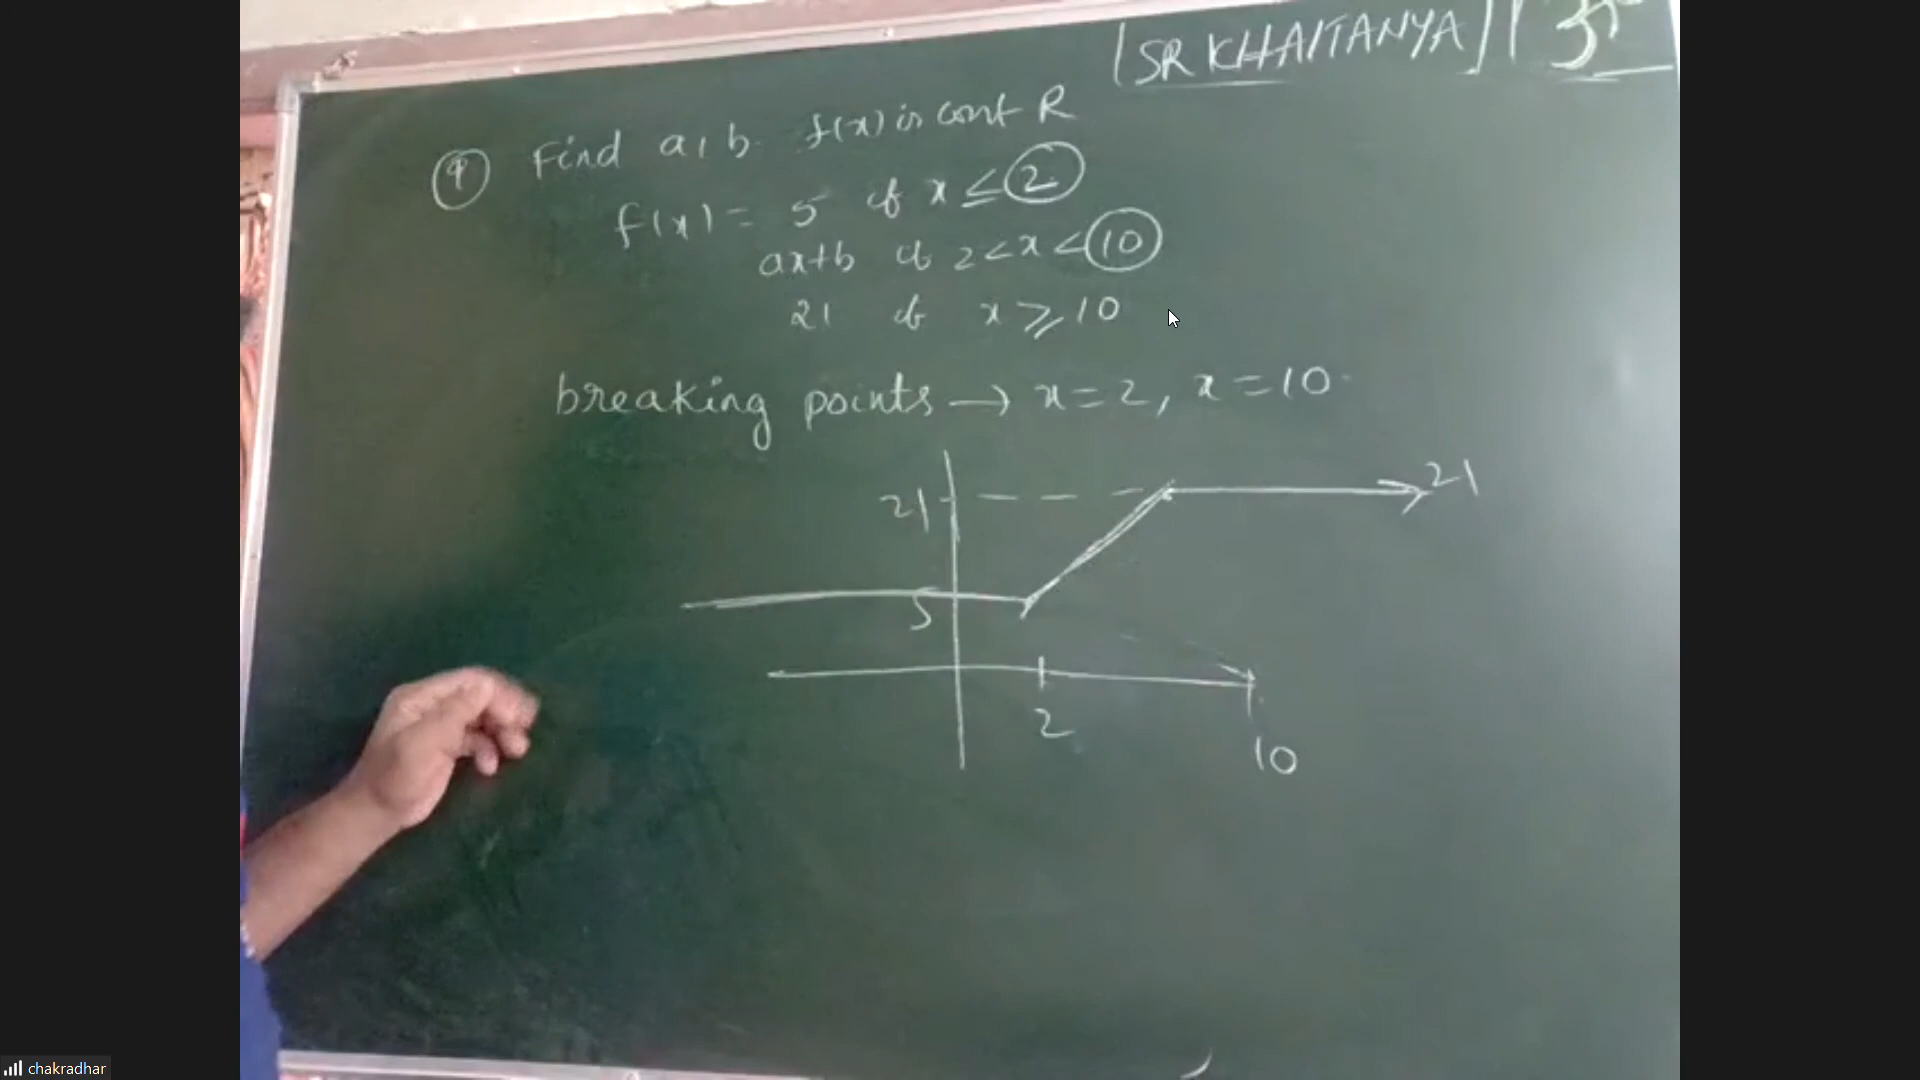 [SR KHAITANYA]
9 Find a, b. f(x) is cont R
f(x) = 5 if x ≤ 2
ax+b if 2 < x < 10
21 if x ≥ 10
breaking points → x = 2, x = 10.
21
21
5
2
10
chakradhar